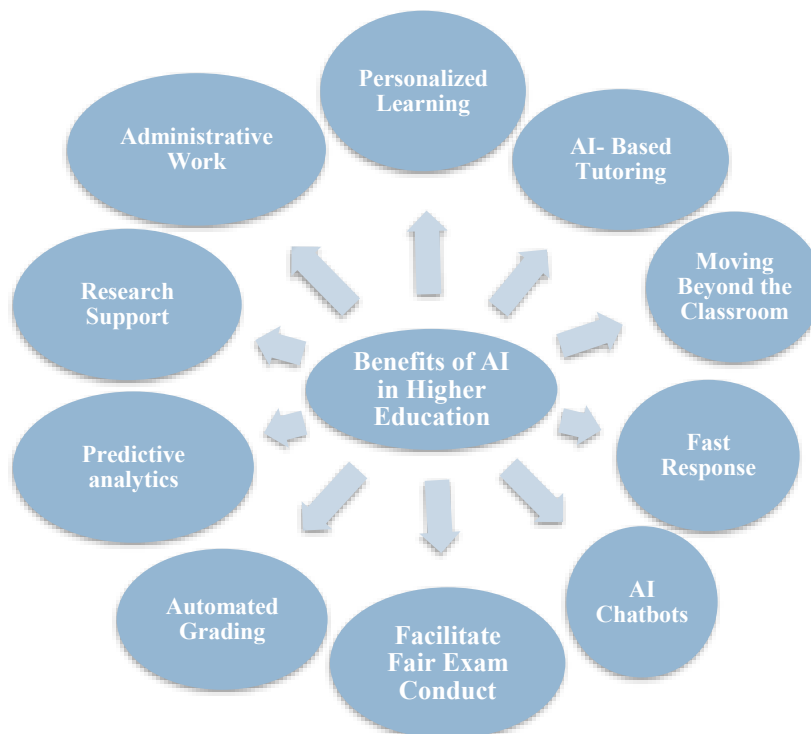 Personalized
Learning
AI- Based
Tutoring
Moving
Beyond the
Classroom
Fast
Response
AI
Chatbots
Facilitate
Fair Exam
Conduct
Automated
Grading
Predictive
analytics
Research
Support
Administrative
Work
Benefits of AI
in Higher
Education